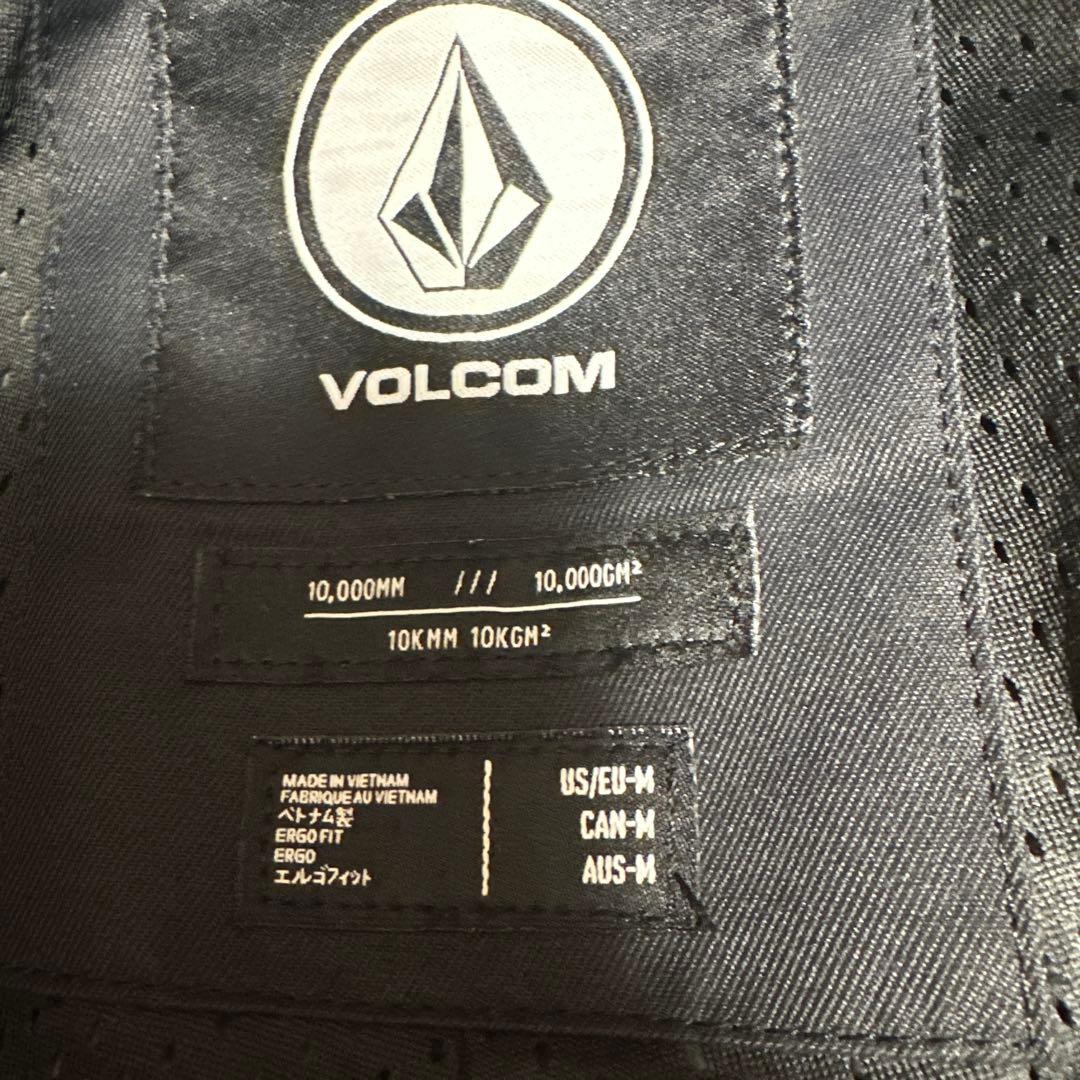 VOLCOM
10,000MM /// 10,000GM²
10KMM 10KGM²
MADE IN VIETNAM
FABRIQUE AU VIETNAM
ベトナム製
ERGO FIT
ERGO
エルゴフィット
US/EU-M
CAN-M
AUS-M